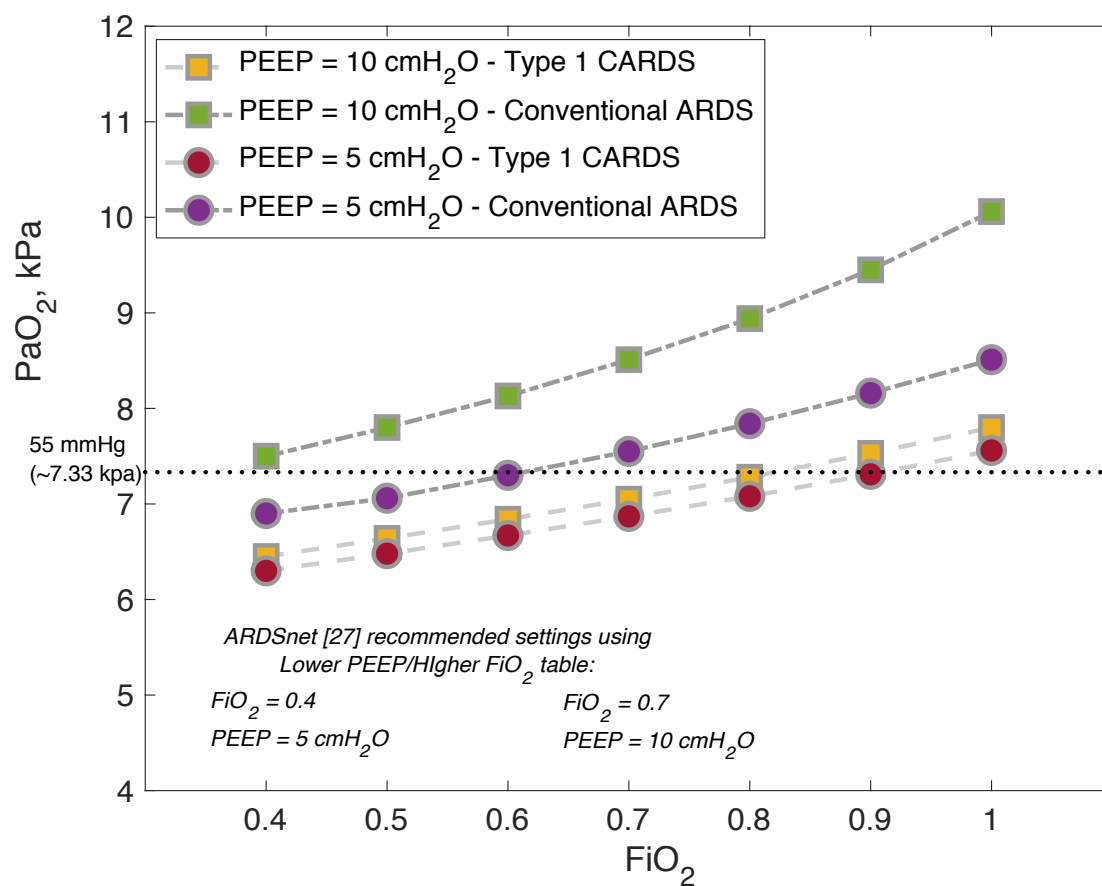 12
11
10
9
8
7
6
5
4
PaO2, kPa
55 mmHg
(~7.33 kpa)
PEEP = 10 cmH2O - Type 1 CARDS
PEEP = 10 cmH2O - Conventional ARDS
PEEP = 5 cmH2O - Type 1 CARDS
PEEP = 5 cmH2O - Conventional ARDS
ARDSnet [27] recommended settings using
Lower PEEP/HIgher FiO2 table:
FiO2 = 0.4
PEEP = 5 cmH2O
FiO2 = 0.7
PEEP = 10 cmH2O
0.4 0.5 0.6 0.7 0.8 0.9 1
FiO2